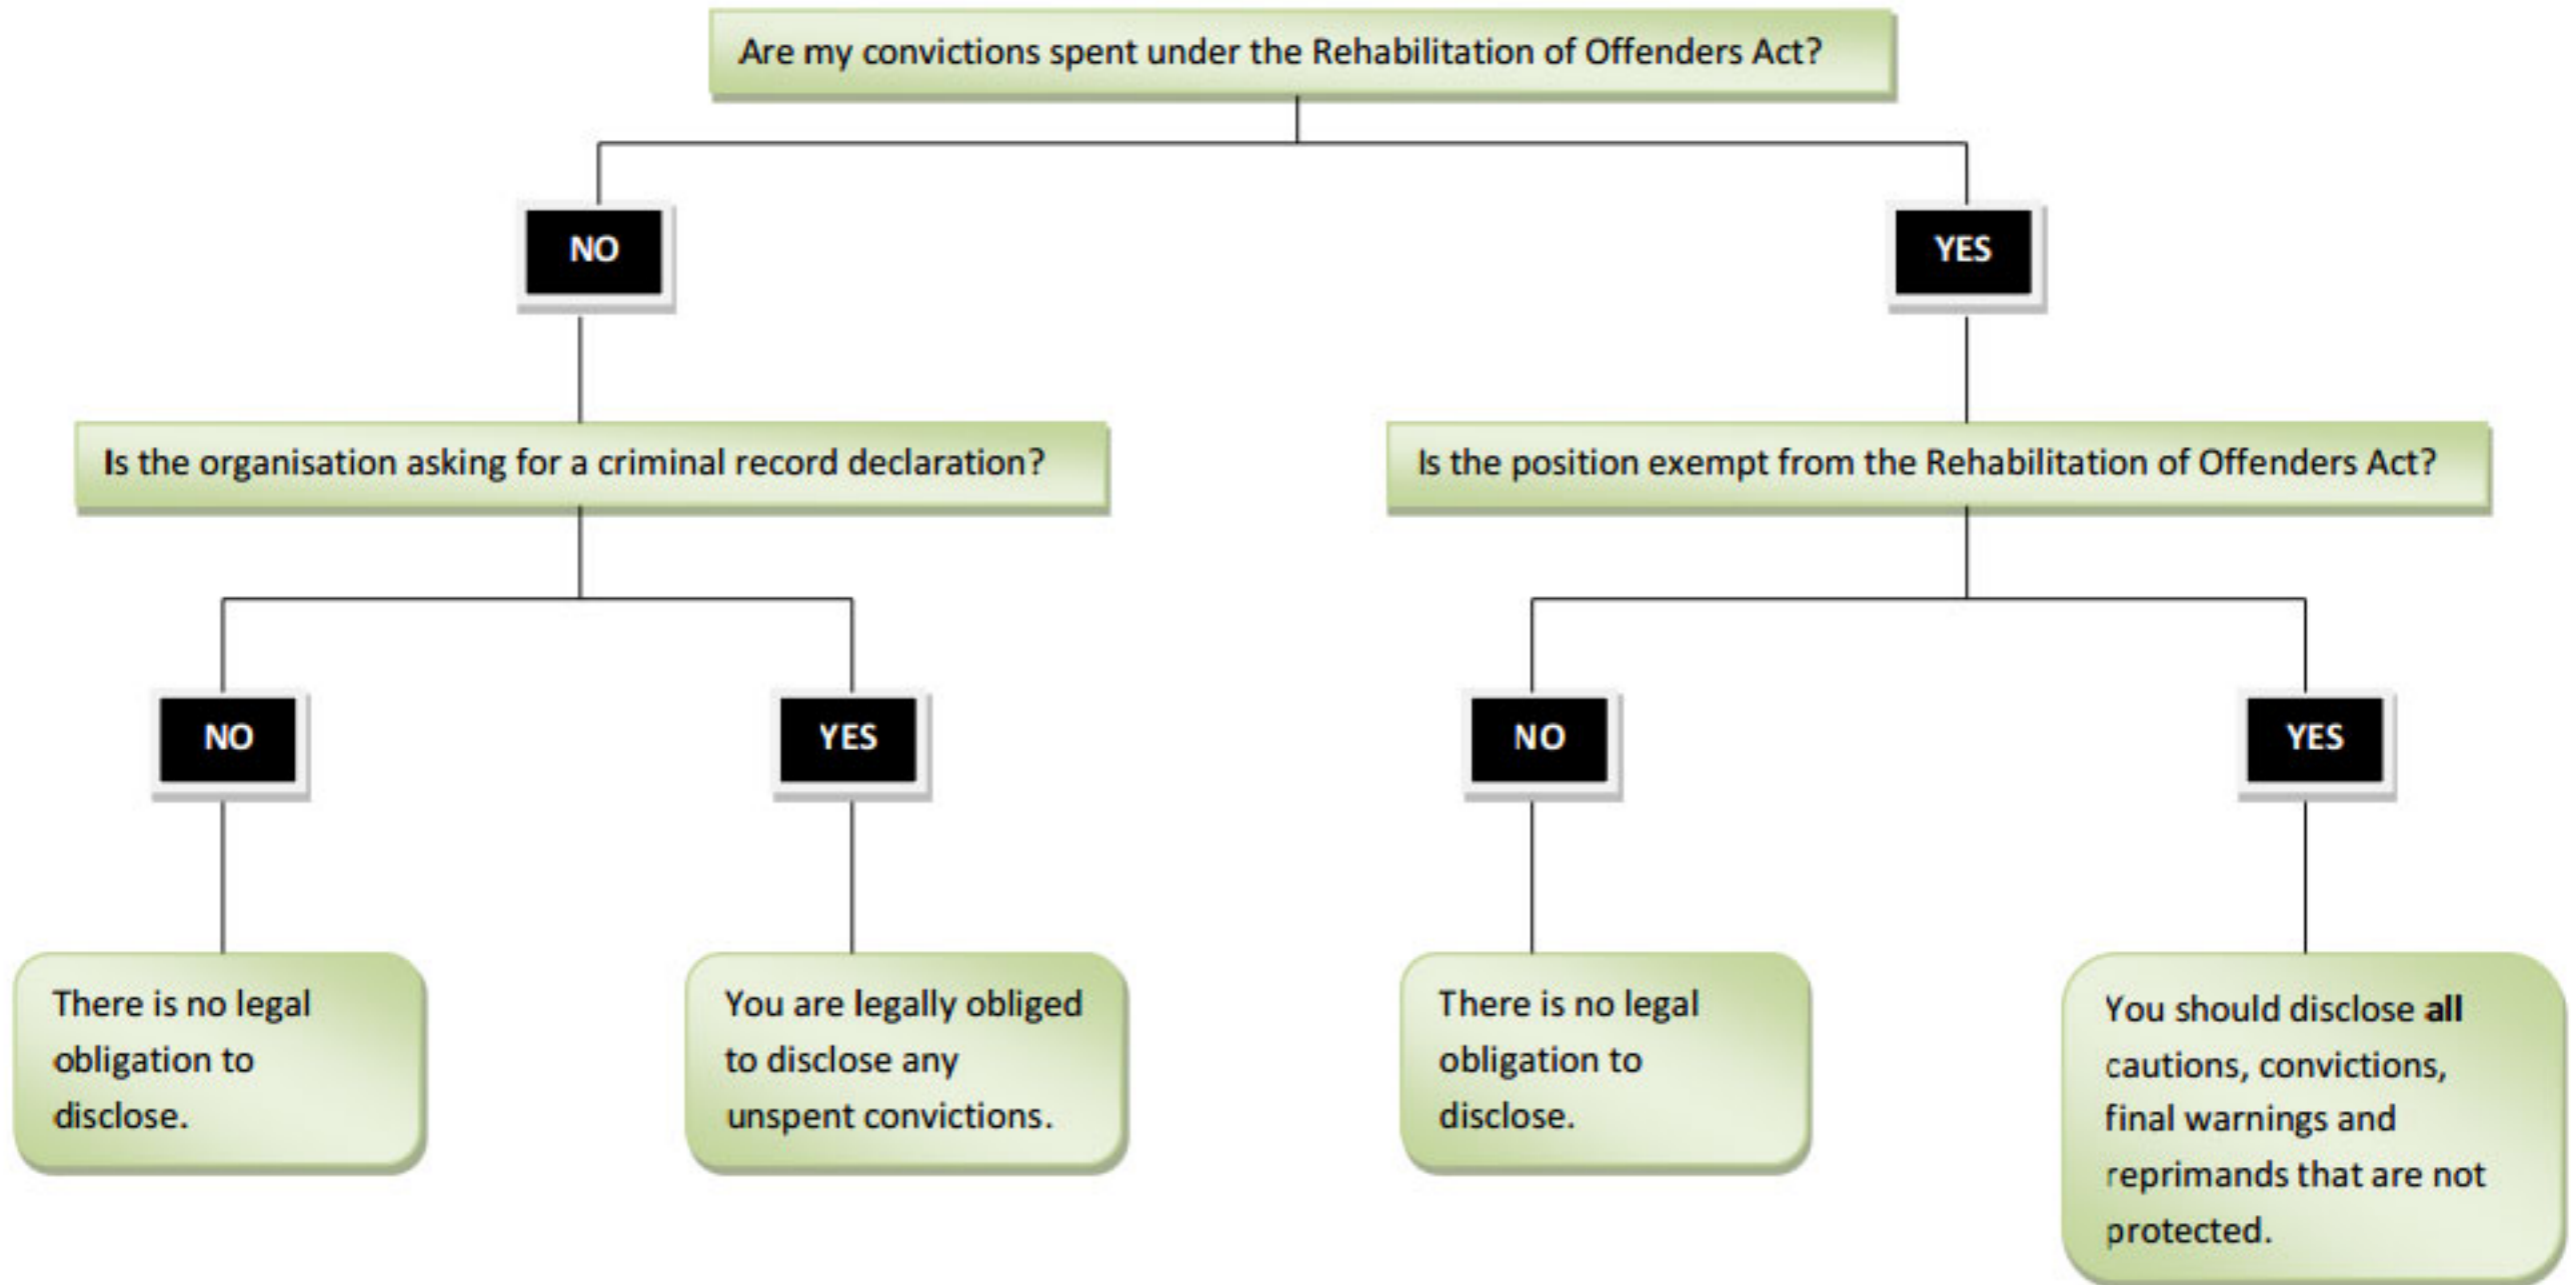 Are my convictions spent under the Rehabilitation of Offenders Act?
NO
YES
Is the organisation asking for a criminal record declaration?
Is the position exempt from the Rehabilitation of Offenders Act?
NO
YES
NO
YES
There is no legal
obligation to
disclose.
You are legally obliged
to disclose any
unspent convictions.
There is no legal
obligation to
disclose.
You should disclose all
cautions, convictions,
final warnings and
reprimands that are not
protected.